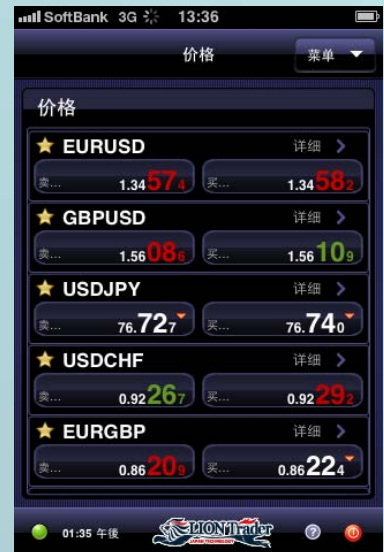 SoftBank 3G 13:36
价格 菜单
价格
EURUSD 详细
卖... 1.34574 买... 1.34582
GBPUSD 详细
卖... 1.56086 买... 1.56109
USDJPY 详细
卖... 76.727 买... 76.740
USDCHF 详细
卖... 0.92267 买... 0.92292
EURGBP 详细
卖... 0.86209 买... 0.86224
01:35 午後 LION Trader ?